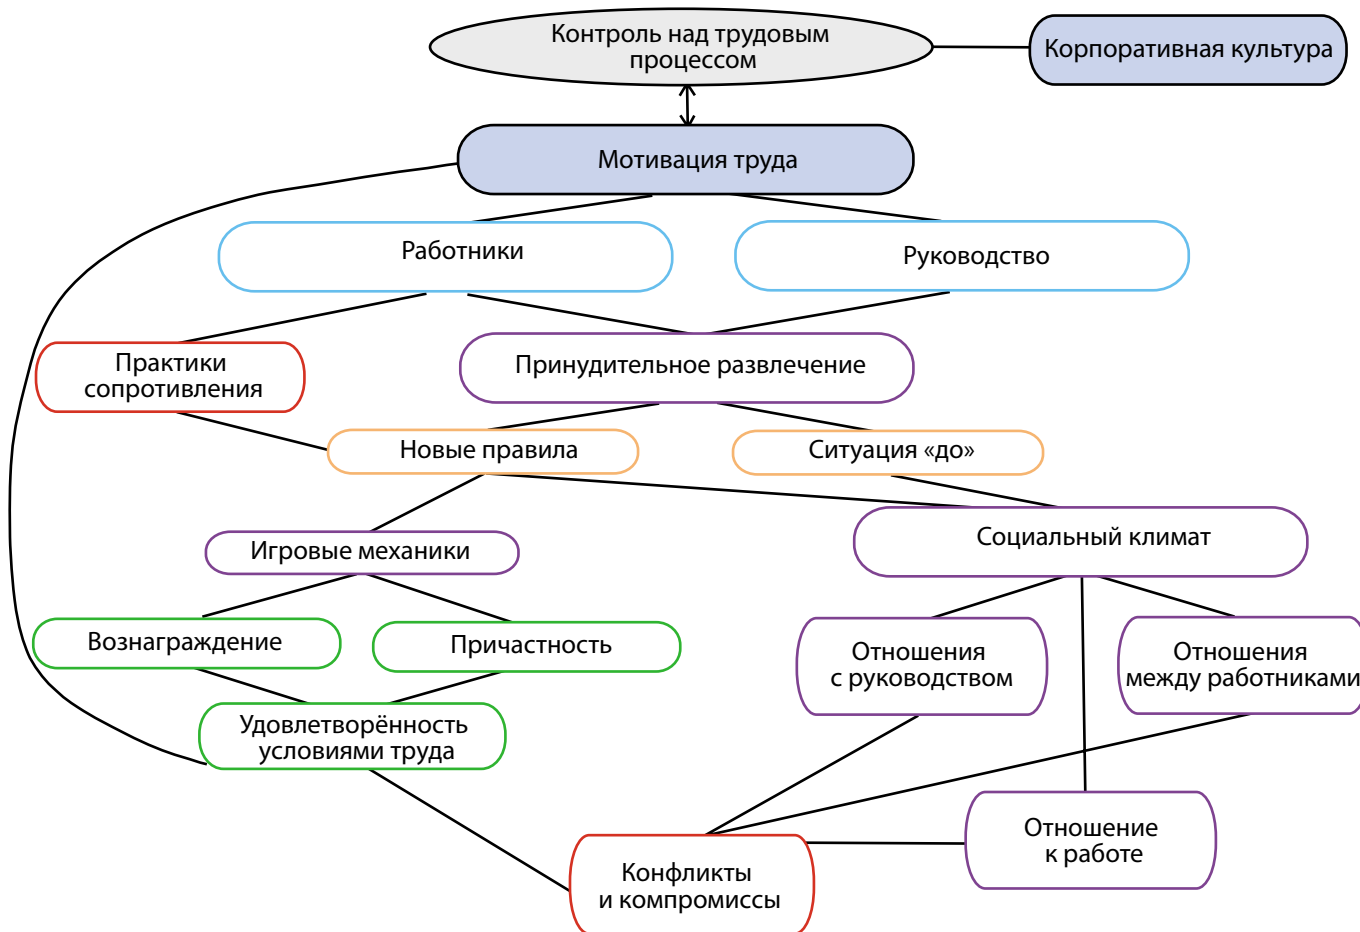 Контроль над трудовым
процессом
Корпоративная культура
Мотивация труда
Работники
Руководство
Практики
сопротивления
Принудительное развлечение
Новые правила
Ситуация «до»
Игровые механики
Социальный климат
Вознаграждение
Причастность
Отношения
с руководством
Отношения
между работниками
Удовлетворённость
условиями труда
Отношение
к работе
Конфликты
и компромиссы